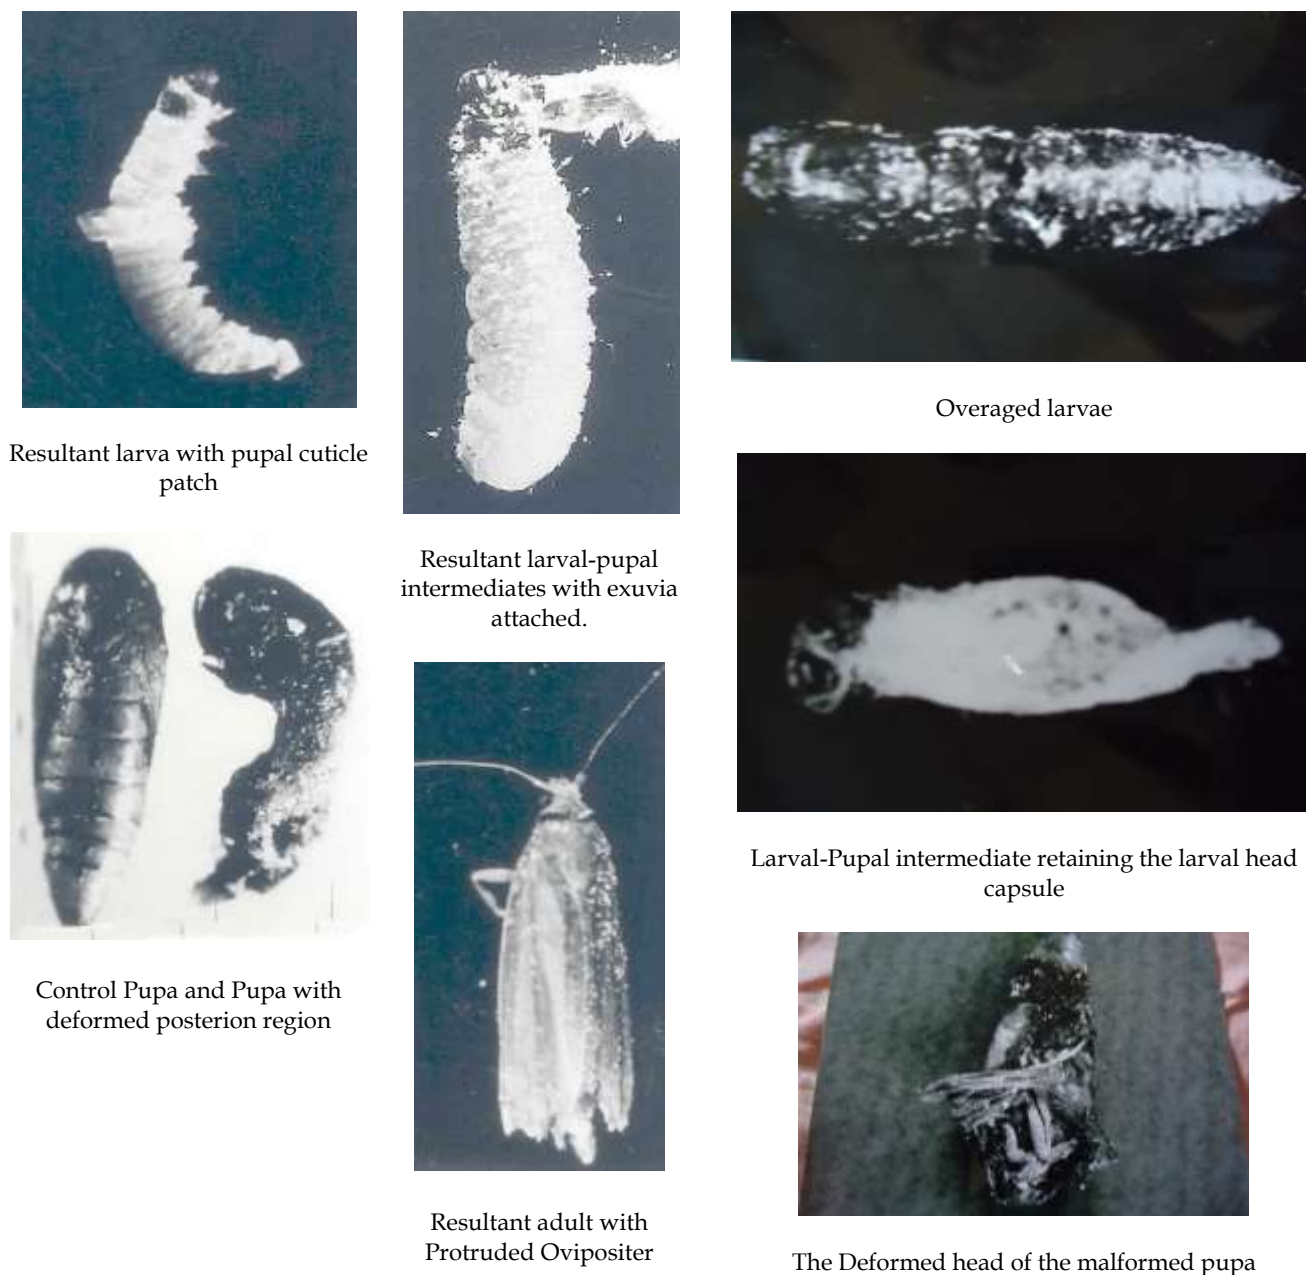 Resultant larva with pupal cuticle
patch
Control Pupa and Pupa with
deformed posterion region
Resultant larval-pupal
intermediates with exuvia
attached.
Resultant adult with
Protruded Ovipositer
Overaged larvae
Larval-Pupal intermediate retaining the larval head
capsule
The Deformed head of the malformed pupa